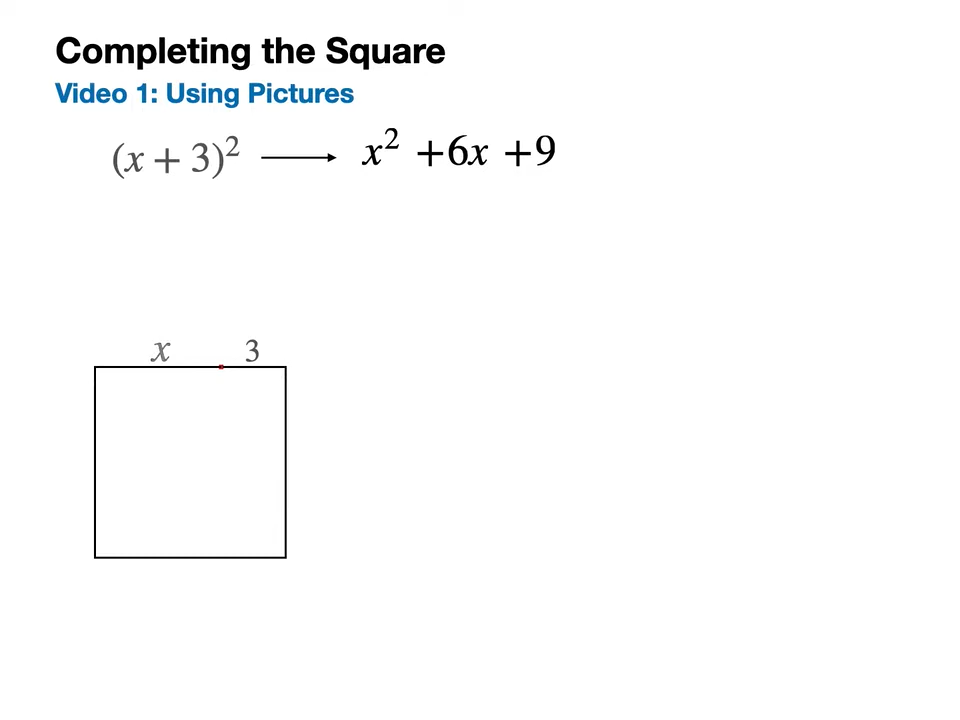 Completing the Square
Video 1: Using Pictures
(x + 3)² ⟶ x² +6x +9
x 3